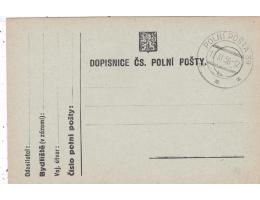 DOPISNICE ČS. POLNÍ POŠTY.
POLNÍ POŠTA
Odesílatel:
Bydliště (v zázemí):
Voj. útvar:
Číslo polní pošty: